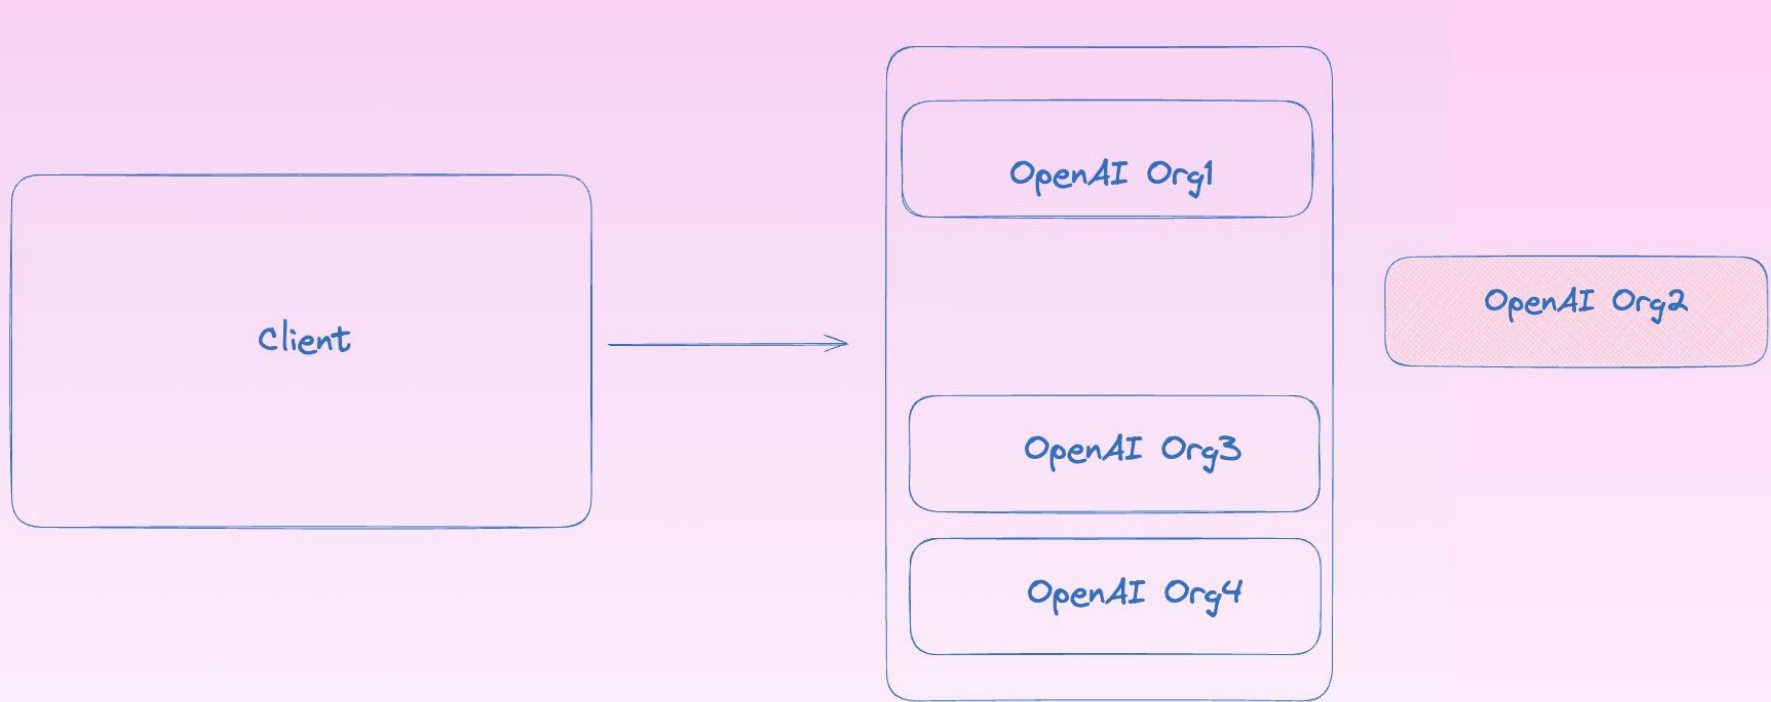 Client
OpenAI Org1
OpenAI Org2
OpenAI Org3
OpenAI Org4